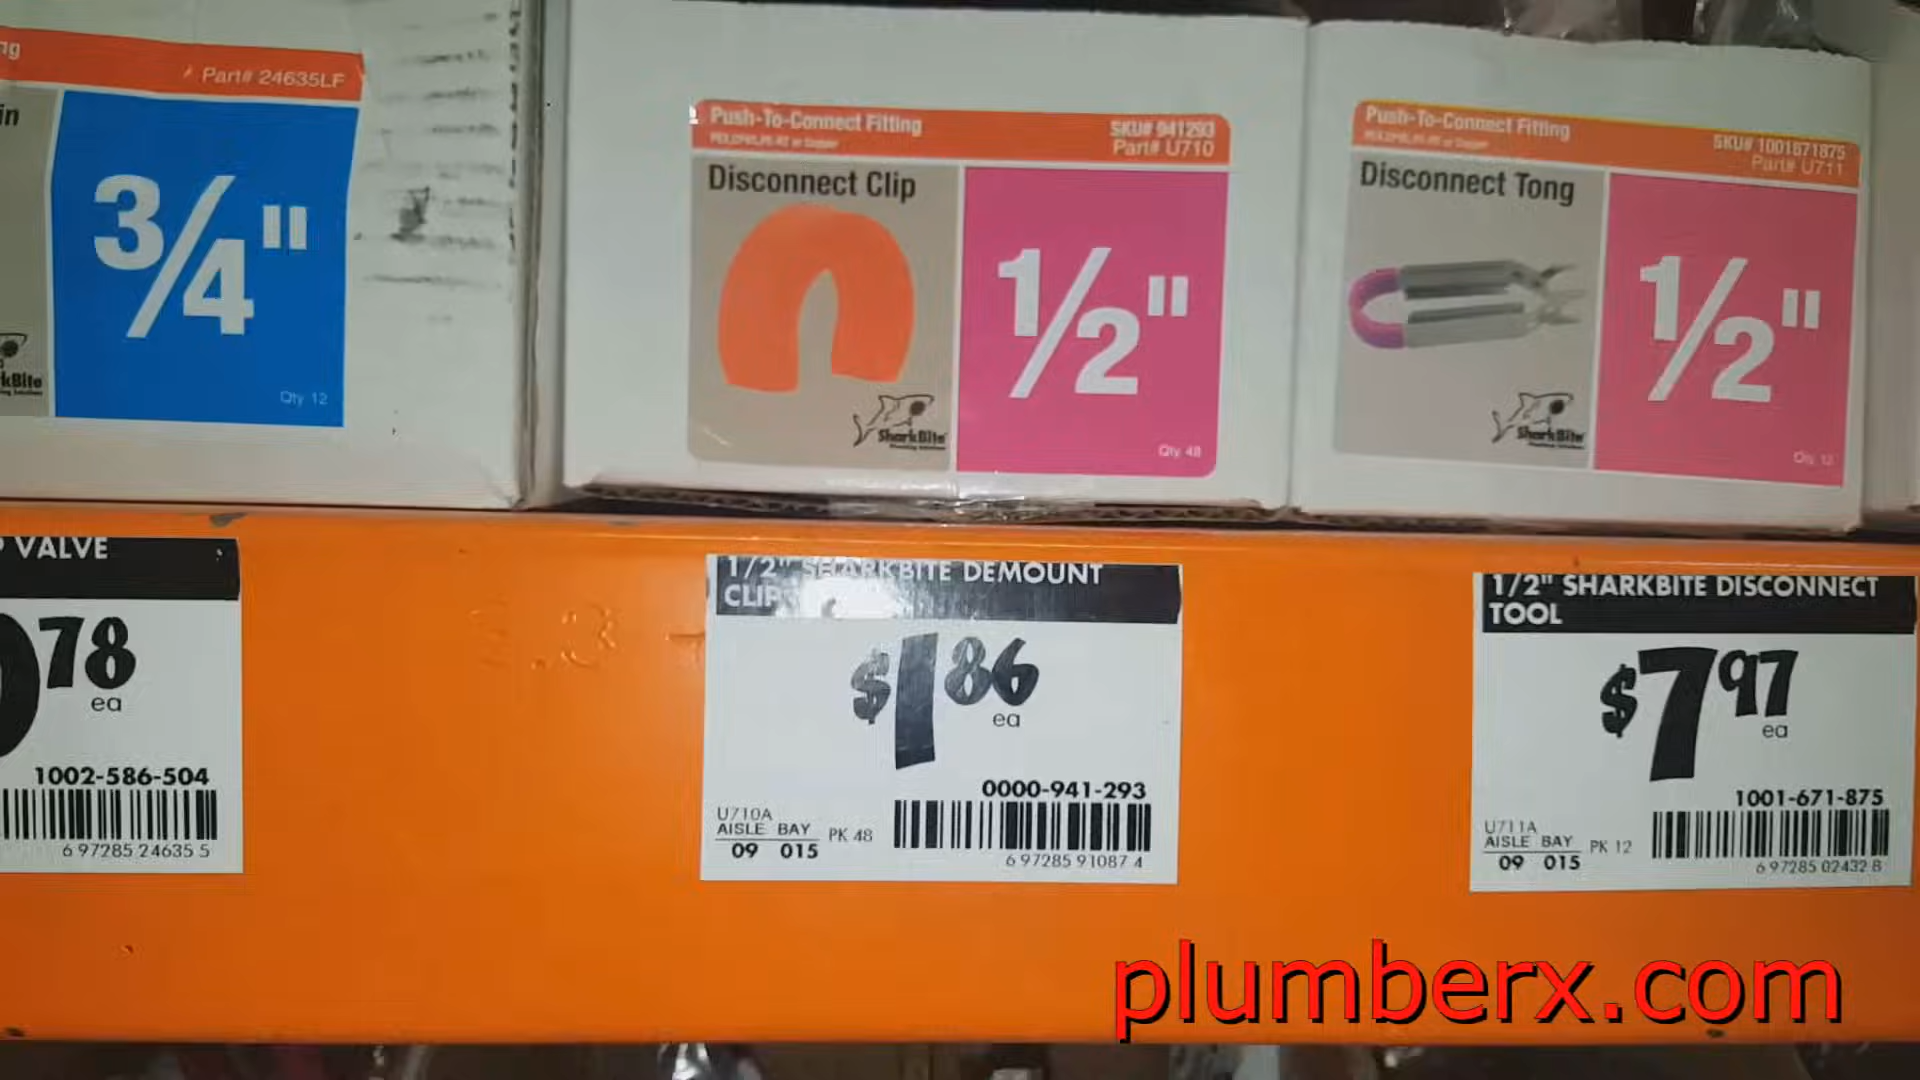 ng
Part# 24635LF
in
3/4"
Qty 12
kBite
Push-To-Connect Fitting
SKU# 941293
Part# U710
Disconnect Clip
1/2"
SharkBite
Qty 48
Push-To-Connect Fitting
SKU# 1001671875
Part# U711
Disconnect Tong
1/2"
SharkBite
Qty 12
P VALVE
78
ea
1002-586-504
6 97285 24635 5
1/2" SHARKBITE DEMOUNT
CLIP
$1 86
ea
0000-941-293
U710A
AISLE BAY
09 015
PK 48
6 97285 91087 4
1/2" SHARKBITE DISCONNECT
TOOL
$7 97
ea
1001-671-875
U711A
AISLE BAY
09 015
PK 12
6 97285 02432 8
plumberx.com